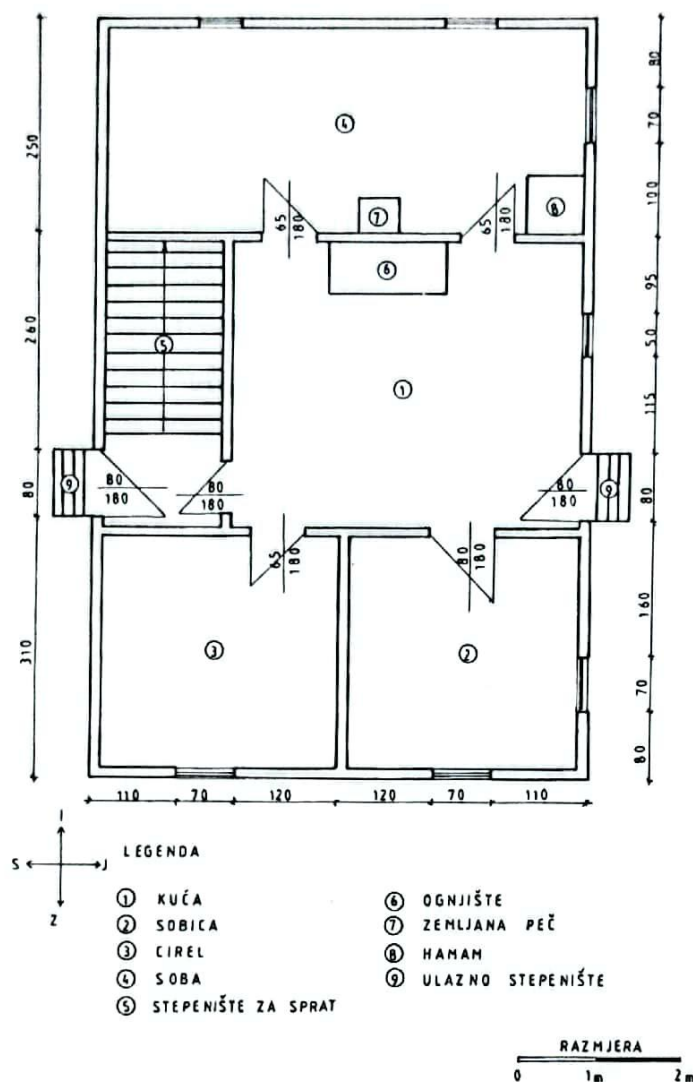 250
260
80
310
80
70
100
95
50
115
80
160
70
80
4
65
180
7
65
180
8
6
5
1
9
80
180
80
180
80
180
9
65
180
80
180
3
2
110 70 120 120 70 110
I
S J
Z
LEGENDA
1 KUĆA
2 SOBICA
3 CIREL
4 SOBA
5 STEPENIŠTE ZA SPRAT
6 OGNJIŠTE
7 ZEMLJANA PEČ
8 HAMAM
9 ULAZNO STEPENIŠTE
RAZMJERA
0 1m 2m